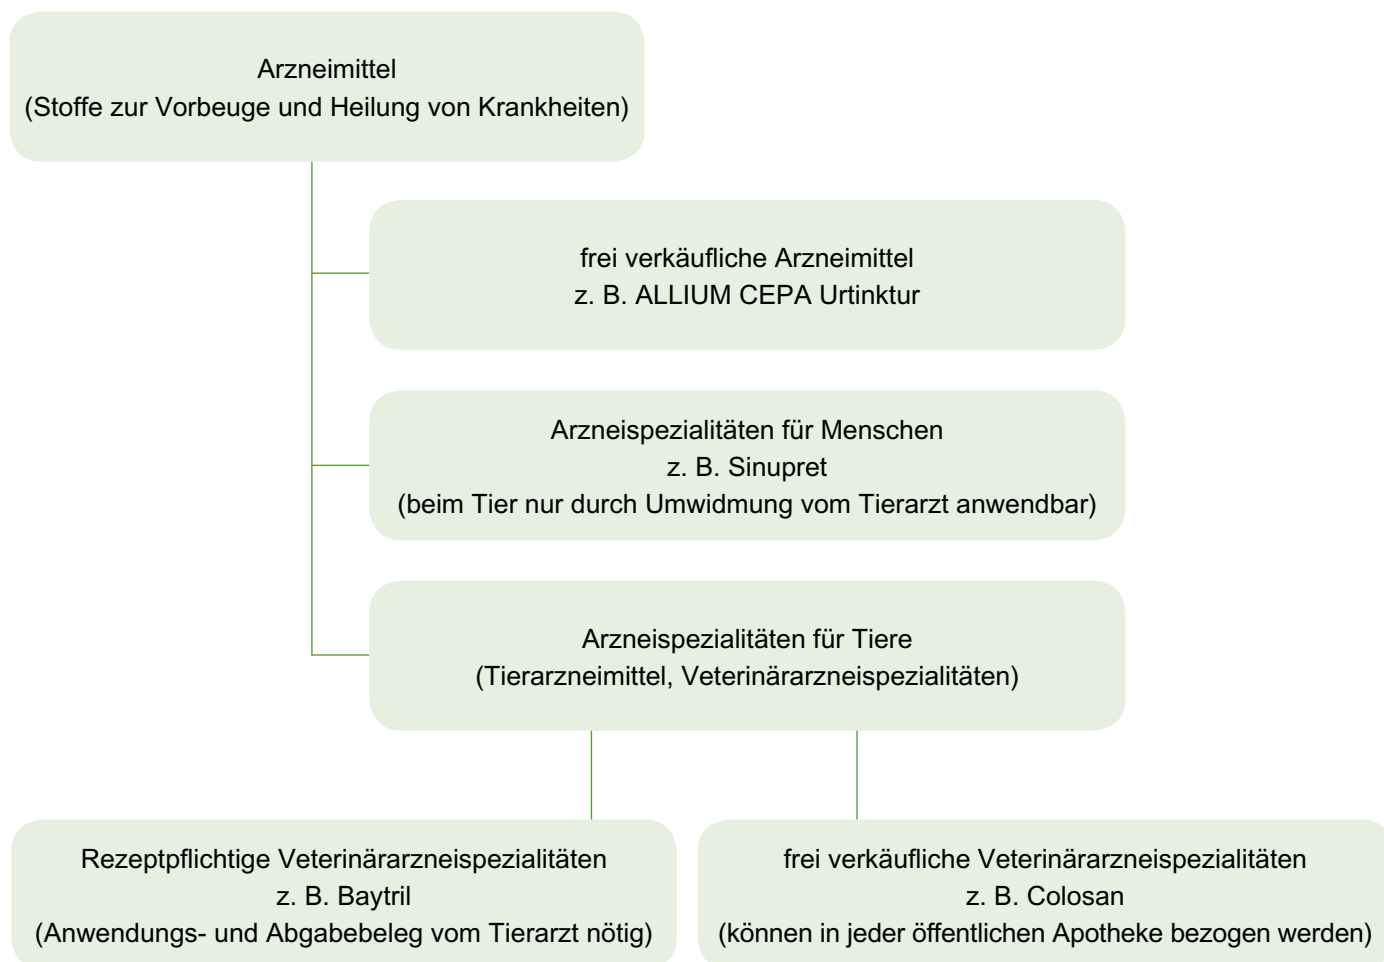 Arzneimittel
(Stoffe zur Vorbeuge und Heilung von Krankheiten)
frei verkäufliche Arzneimittel
z. B. ALLIUM CEPA Urtinktur
Arzneispezialitäten für Menschen
z. B. Sinupret
(beim Tier nur durch Umwidmung vom Tierarzt anwendbar)
Arzneispezialitäten für Tiere
(Tierarzneimittel, Veterinärarzneispezialitäten)
Rezeptpflichtige Veterinärarzneispezialitäten
z. B. Baytril
(Anwendungs- und Abgabebeleg vom Tierarzt nötig)
frei verkäufliche Veterinärarzneispezialitäten
z. B. Colosan
(können in jeder öffentlichen Apotheke bezogen werden)